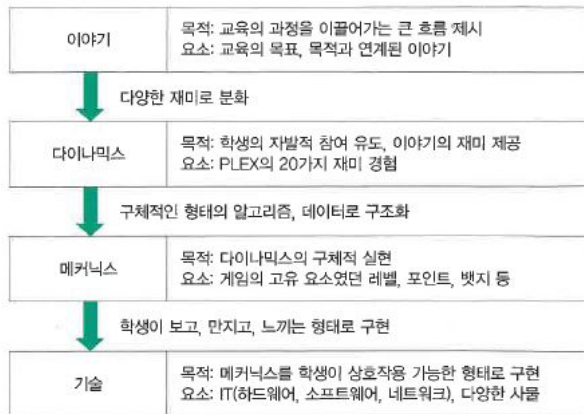 이야기
목적: 교육의 과정을 이끌어가는 큰 흐름 제시
요소: 교육의 목표, 목적과 연계된 이야기
다양한 재미로 분화
다이나믹스
목적: 학생의 자발적 참여 유도, 이야기의 재미 제공
요소: PLEX의 20가지 재미 경험
구체적인 형태의 알고리즘, 데이터로 구조화
메커닉스
목적: 다이나믹스의 구체적 실현
요소: 게임의 고유 요소였던 레벨, 포인트, 뱃지 등
학생이 보고, 만지고, 느끼는 형태로 구현
기술
목적: 메커닉스를 학생이 상호작용 가능한 형태로 구현
요소: IT(하드웨어, 소프트웨어, 네트워크), 다양한 사물